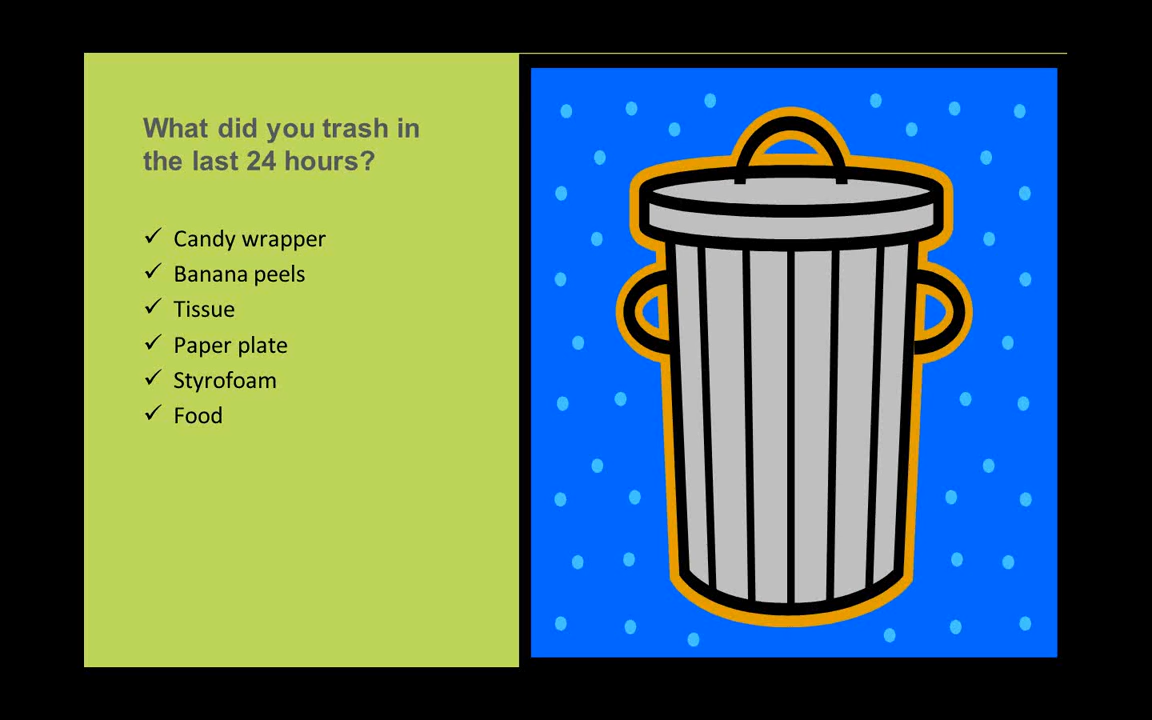 What did you trash in
the last 24 hours?
✓ Candy wrapper
✓ Banana peels
✓ Tissue
✓ Paper plate
✓ Styrofoam
✓ Food